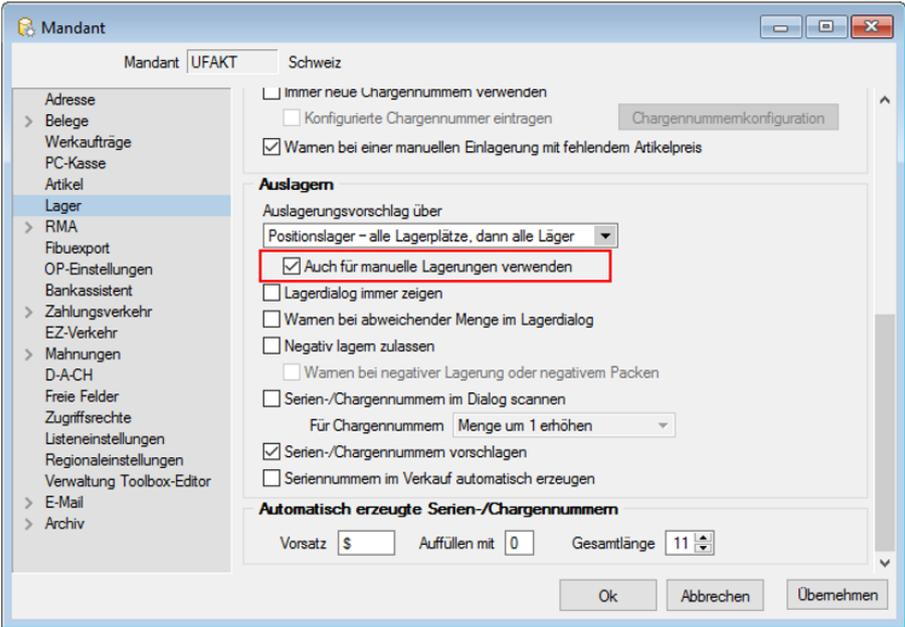 Mandant
Mandant UFAKT Schweiz
Adresse
Belege
Werkaufträge
PC-Kasse
Artikel
Lager
RMA
Fibuexport
OP-Einstellungen
Bankassistent
Zahlungsverkehr
EZ-Verkehr
Mahnungen
D-A-CH
Freie Felder
Zugriffsrechte
Listeneinstellungen
Regionaleinstellungen
Verwaltung Toolbox-Editor
E-Mail
Archiv
Immer neue Chargennummern verwenden
Konfigurierte Chargennummer eintragen Chargennummernkonfiguration
Warnen bei einer manuellen Einlagerung mit fehlendem Artikelpreis
Auslagern
Auslagerungsvorschlag über
Positionslager – alle Lagerplätze, dann alle Läger
Auch für manuelle Lagerungen verwenden
Lagerdialog immer zeigen
Warnen bei abweichender Menge im Lagerdialog
Negativ lagern zulassen
Warnen bei negativer Lagerung oder negativem Packen
Serien-/Chargennummern im Dialog scannen
Für Chargennummern Menge um 1 erhöhen
Serien-/Chargennummern vorschlagen
Seriennummern im Verkauf automatisch erzeugen
Automatisch erzeugte Serien-/Chargennummern
Vorsatz $ Auffüllen mit 0 Gesamtlänge 11
Ok Abbrechen Übernehmen